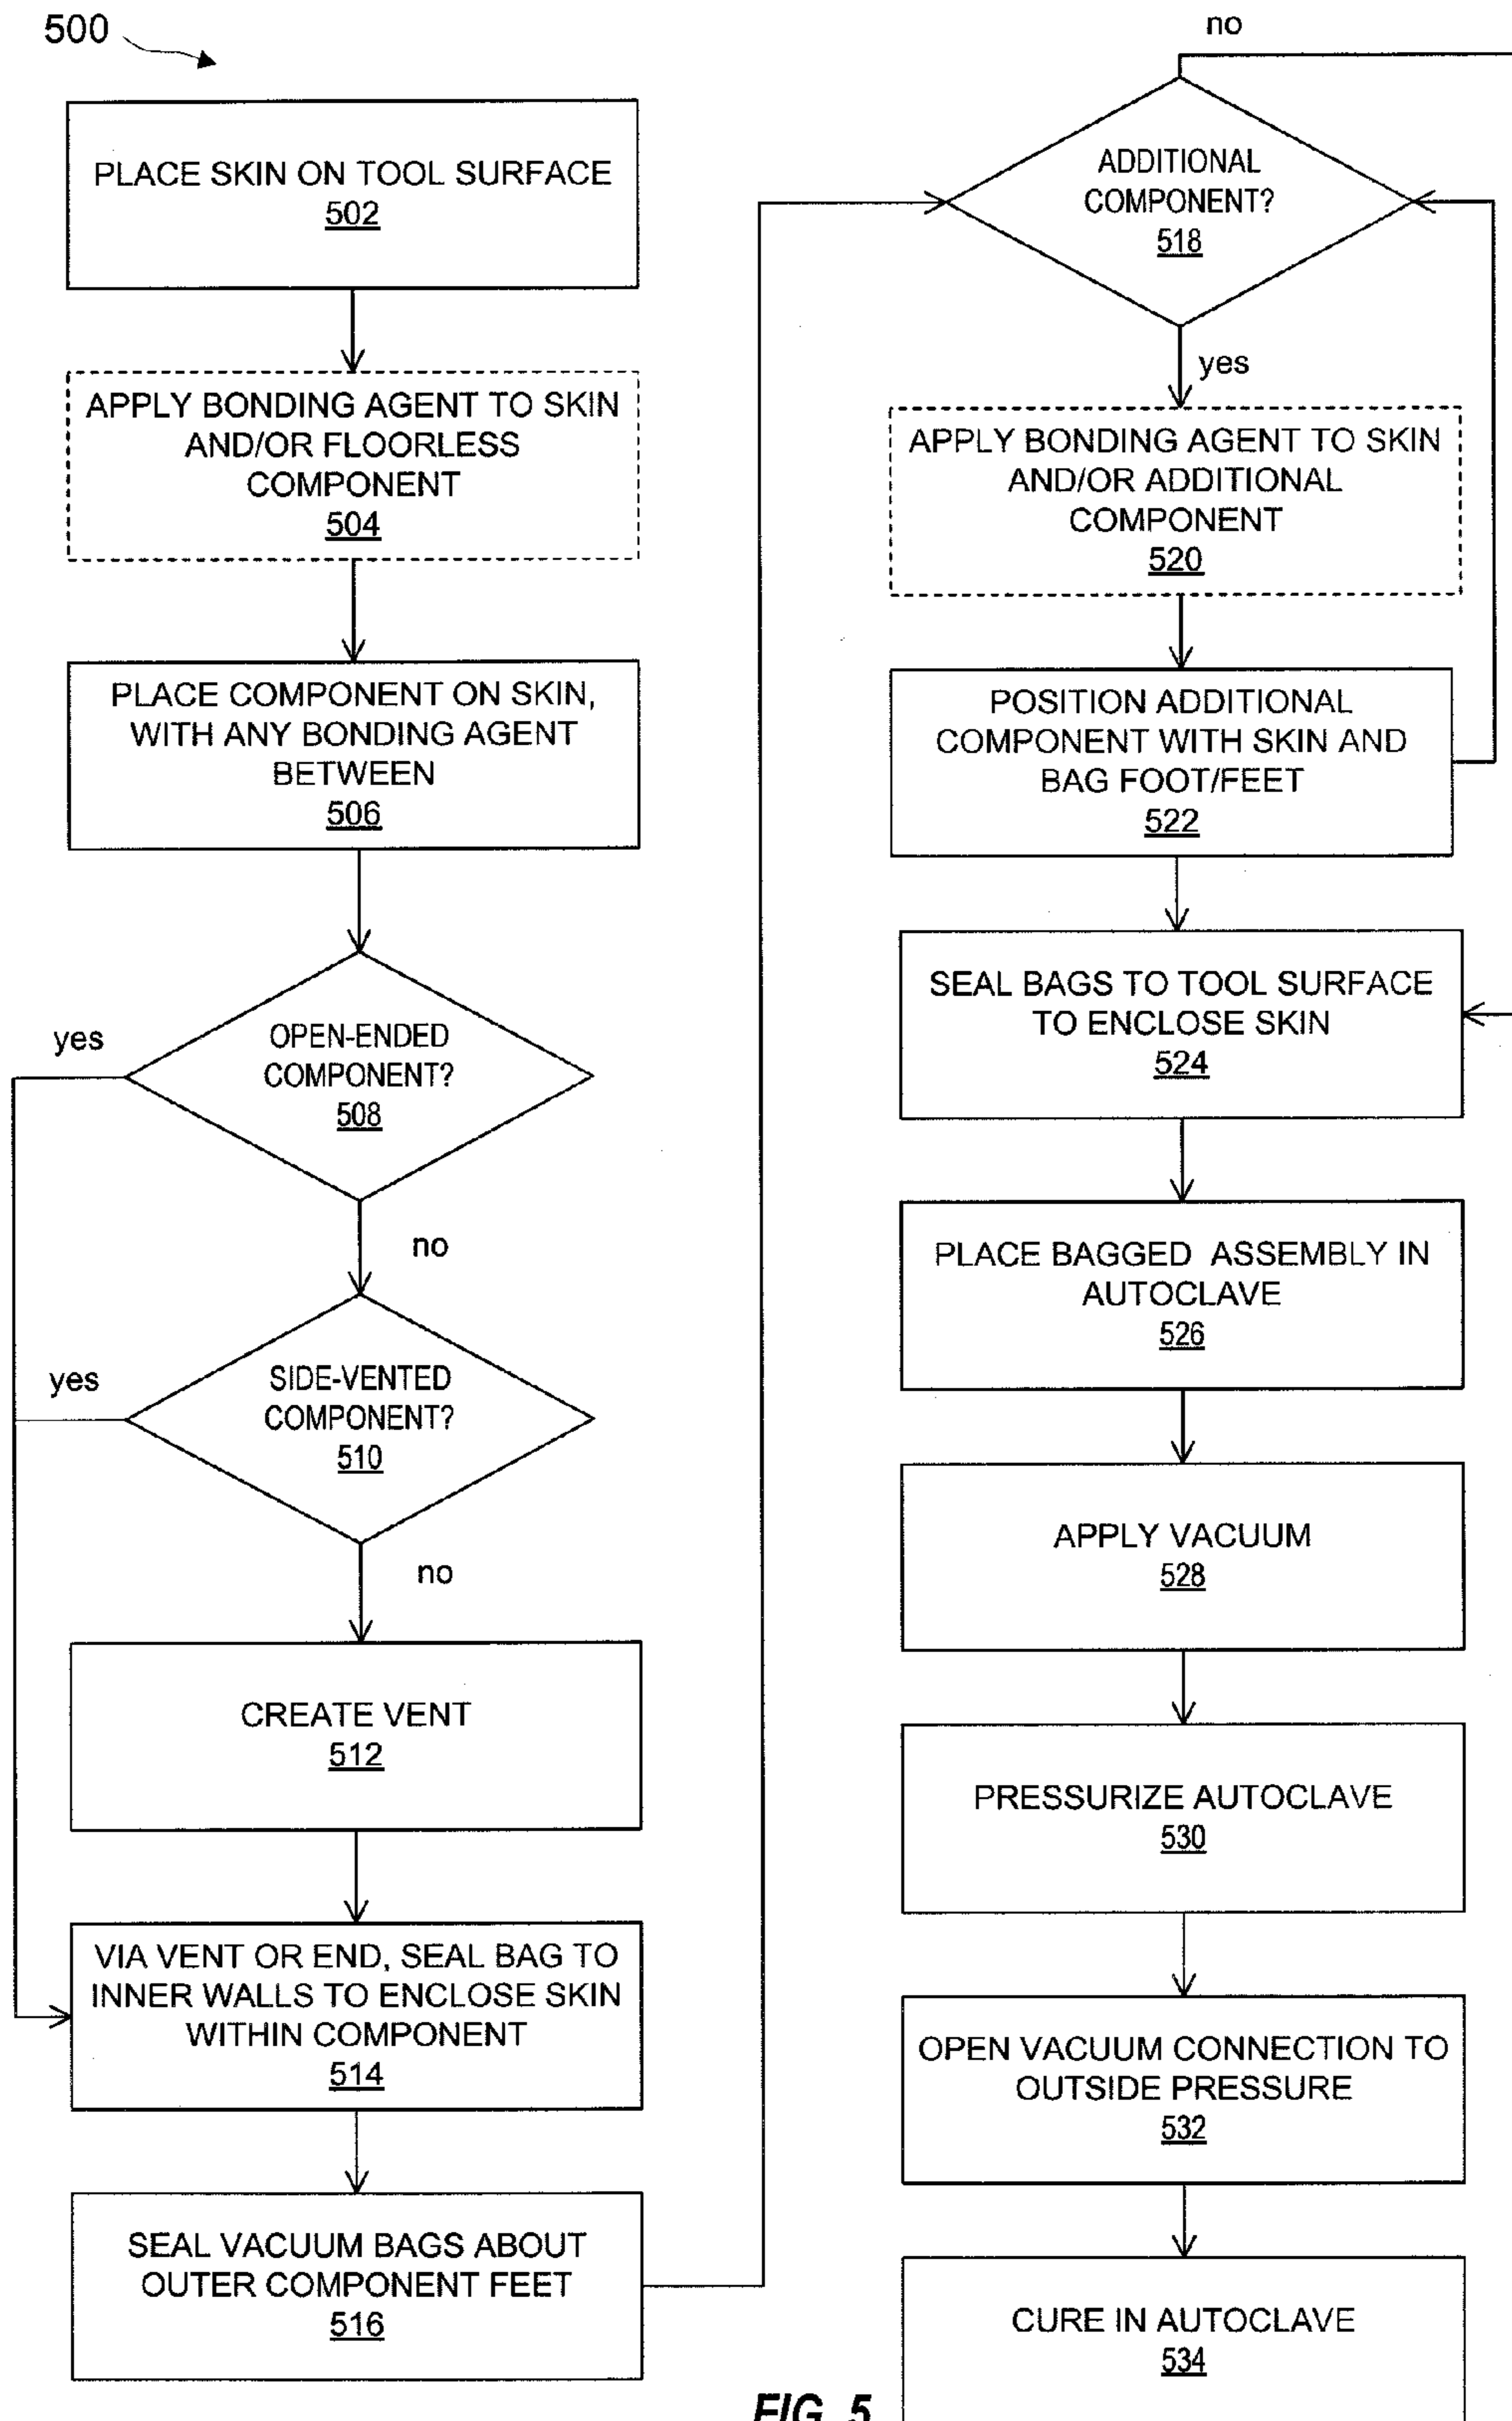 500
PLACE SKIN ON TOOL SURFACE
502
APPLY BONDING AGENT TO SKIN
AND/OR FLOORLESS
COMPONENT
504
PLACE COMPONENT ON SKIN,
WITH ANY BONDING AGENT
BETWEEN
506
yes
OPEN-ENDED
COMPONENT?
508
no
yes
SIDE-VENTED
COMPONENT?
510
no
CREATE VENT
512
VIA VENT OR END, SEAL BAG TO
INNER WALLS TO ENCLOSE SKIN
WITHIN COMPONENT
514
SEAL VACUUM BAGS ABOUT
OUTER COMPONENT FEET
516
no
ADDITIONAL
COMPONENT?
518
yes
APPLY BONDING AGENT TO SKIN
AND/OR ADDITIONAL
COMPONENT
520
POSITION ADDITIONAL
COMPONENT WITH SKIN AND
BAG FOOT/FEET
522
SEAL BAGS TO TOOL SURFACE
TO ENCLOSE SKIN
524
PLACE BAGGED ASSEMBLY IN
AUTOCLAVE
526
APPLY VACUUM
528
PRESSURIZE AUTOCLAVE
530
OPEN VACUUM CONNECTION TO
OUTSIDE PRESSURE
532
CURE IN AUTOCLAVE
534
FIG. 5